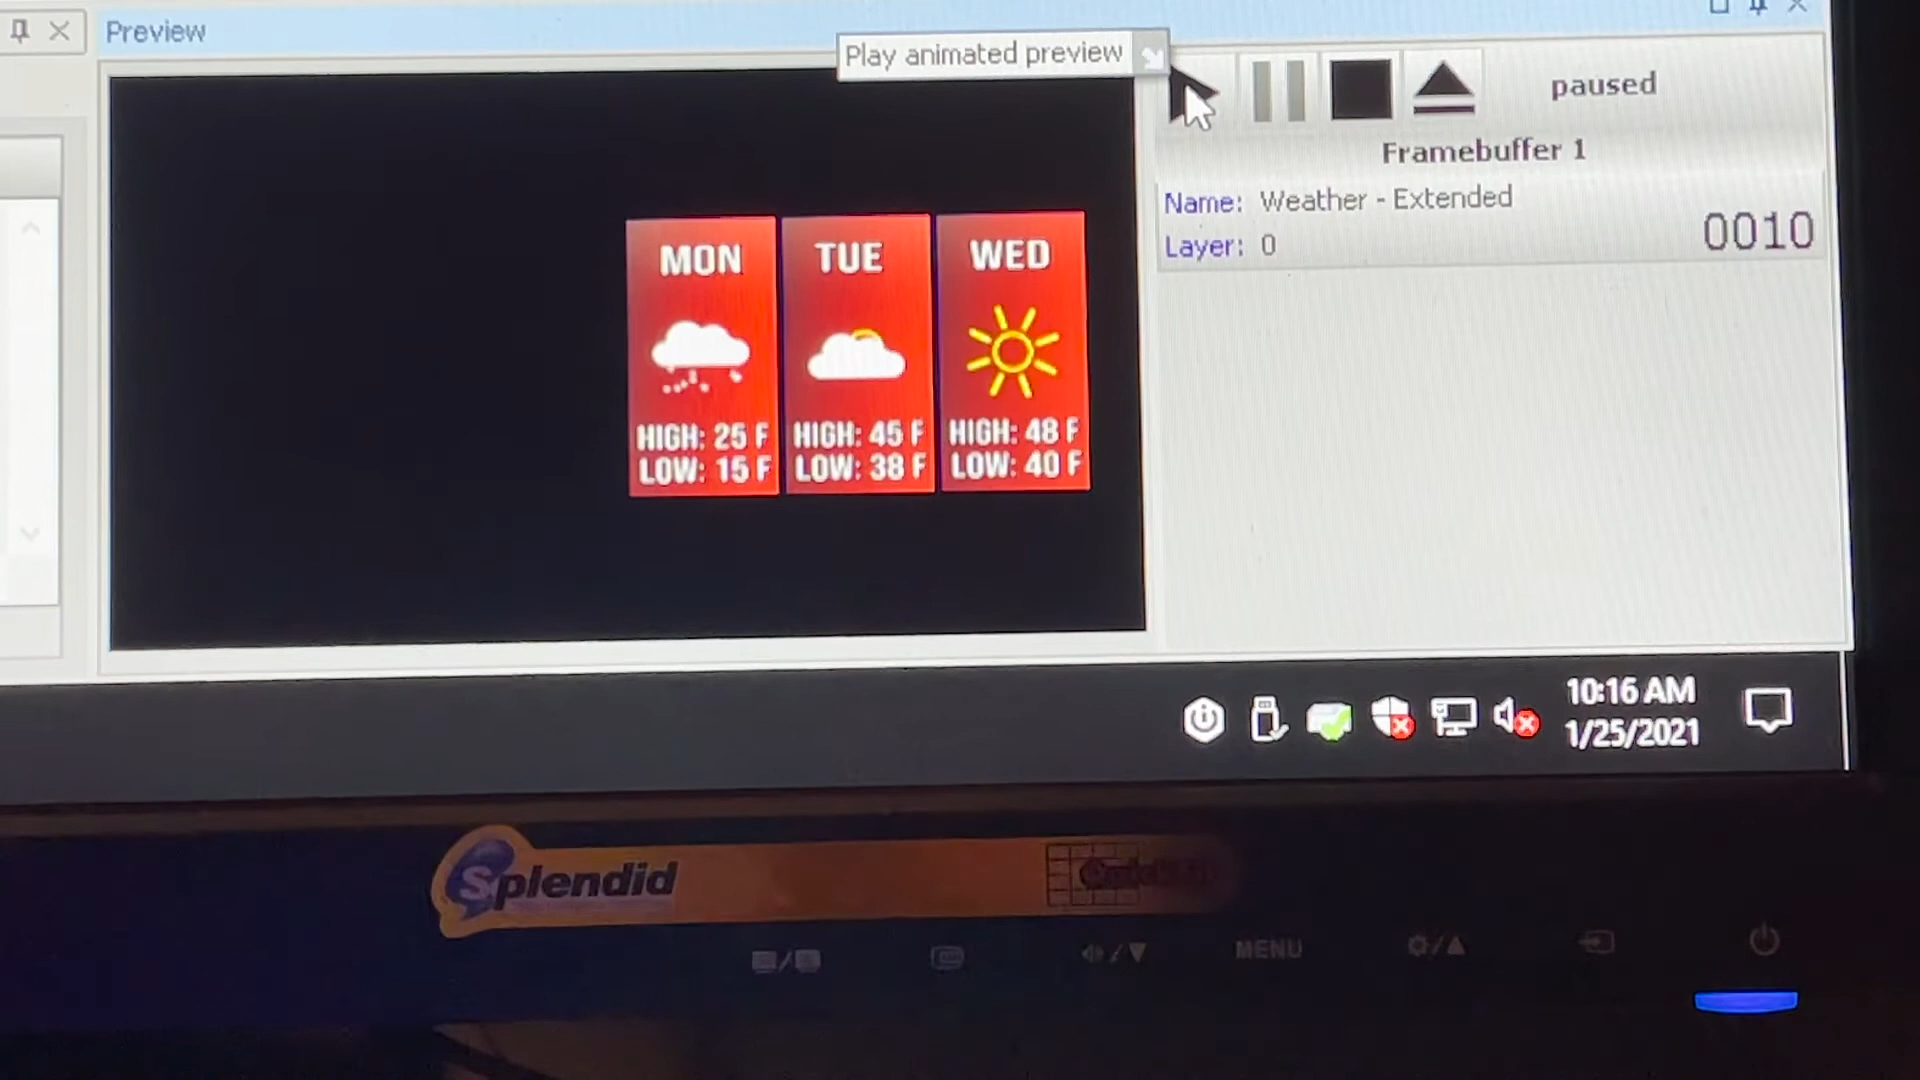 Preview
Play animated preview
paused
Framebuffer 1
Name: Weather - Extended
Layer: 0
0010
MON
TUE
WED
HIGH: 25 F
LOW: 15 F
HIGH: 45 F
LOW: 38 F
HIGH: 48 F
LOW: 40 F
10:16 AM
1/25/2021
Splendid
MENU